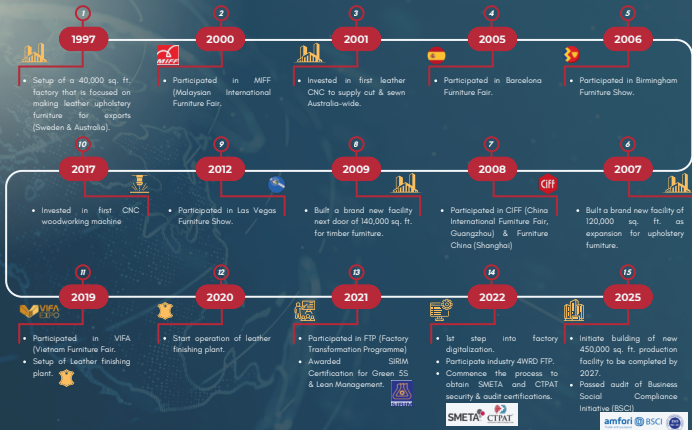 1
1997
Setup of a 40,000 sq. ft.
factory that is focused on
making leather upholstery
furniture for exports
(Sweden & Australia).
2
2000
MIFF
Participated in MIFF
(Malaysian International
Furniture Fair.
3
2001
Invested in first leather
CNC to supply cut & sewn
Australia-wide.
4
2005
Participated in Barcelona
Furniture Fair.
5
2006
Participated in Birmingham
Furniture Show.
6
2007
Built a brand new facility of
120,000 sq. ft. as
expansion for upholstery
furniture.
7
2008
Ciff
Participated in CIFF (China
International Furniture Fair,
Guangzhou) & Furniture
China (Shanghai)
8
2009
Built a brand new facility
next door of 140,000 sq. ft.
for timber furniture.
9
2012
Participated in Las Vegas
Furniture Show.
10
2017
Invested in first CNC
woodworking machine
11
2019
VIFA
EXPO
Participated in VIFA
(Vietnam Furniture Fair.
Setup of Leather finishing
plant.
12
2020
Start operation of leather
finishing plant.
13
2021
Participated in FTP (Factory
Transformation Programme)
Awarded SIRIM
Certification for Green 5S
& Lean Management.
SIRIM
14
2022
1st step into factory
digitalization.
Participate industry 4WRD FTP.
Commence the process to
obtain SMETA and CTPAT
security & audit certifications.
SMETA CTPAT
15
2025
Initiate building of new
450,000 sq. ft. production
facility to be completed by
2027.
Passed audit of Business
Social Compliance
Initiative (BSCI)
amfori BSCI